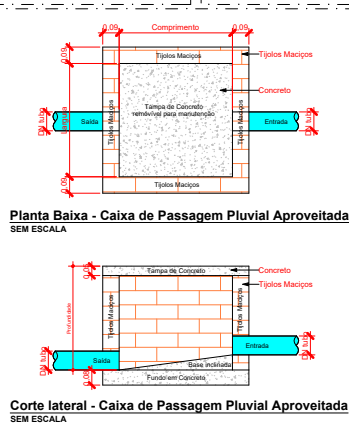 0,09 Comprimento 0,09
Tijolos Maciços
Tijolos Maciços
0,09
Concreto
Tampa de Concreto
removível para manutenção
DN tubo
Largura
Saída
Tijolos Maciços
Tijolos Maciços
Entrada
DN tubo
0,09
Tijolos Maciços
Planta Baixa - Caixa de Passagem Pluvial Aproveitada
SEM ESCALA
Tampa de Concreto
Concreto
Tijolos Maciços
Profundidade
Tijolos Maciços
Tijolos Maciços
Entrada
DN tubo
DN tubo
Saída
Base inclinada
Fundo em Concreto
Corte lateral - Caixa de Passagem Pluvial Aproveitada
SEM ESCALA